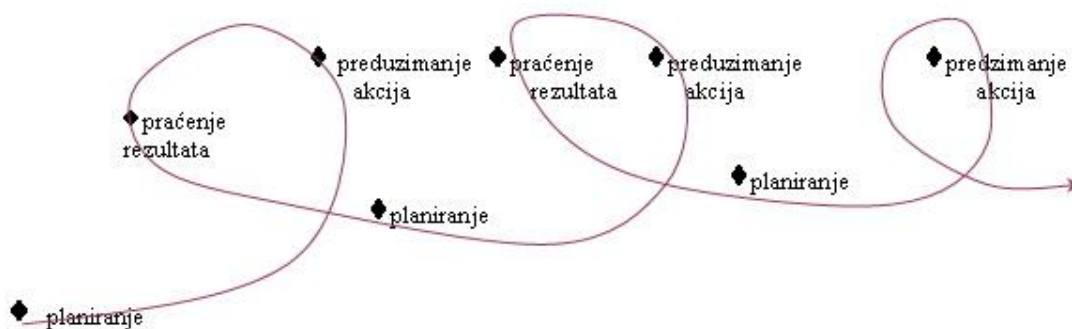 preduzimanje
akcija
praćenje
rezultata
preduzimanje
akcija
predzimanje
akcija
praćenje
rezultata
planiranje
planiranje
planiranje